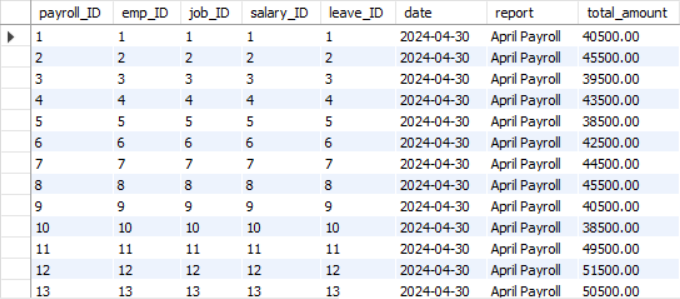 payroll_ID emp_ID job_ID salary_ID leave_ID date report total_amount
1 1 1 1 1 2024-04-30 April Payroll 40500.00
2 2 2 2 2 2024-04-30 April Payroll 45500.00
3 3 3 3 3 2024-04-30 April Payroll 39500.00
4 4 4 4 4 2024-04-30 April Payroll 43500.00
5 5 5 5 5 2024-04-30 April Payroll 38500.00
6 6 6 6 6 2024-04-30 April Payroll 42500.00
7 7 7 7 7 2024-04-30 April Payroll 44500.00
8 8 8 8 8 2024-04-30 April Payroll 45500.00
9 9 9 9 9 2024-04-30 April Payroll 40500.00
10 10 10 10 10 2024-04-30 April Payroll 38500.00
11 11 11 11 11 2024-04-30 April Payroll 49500.00
12 12 12 12 12 2024-04-30 April Payroll 51500.00
13 13 13 13 13 2024-04-30 April Payroll 50500.00